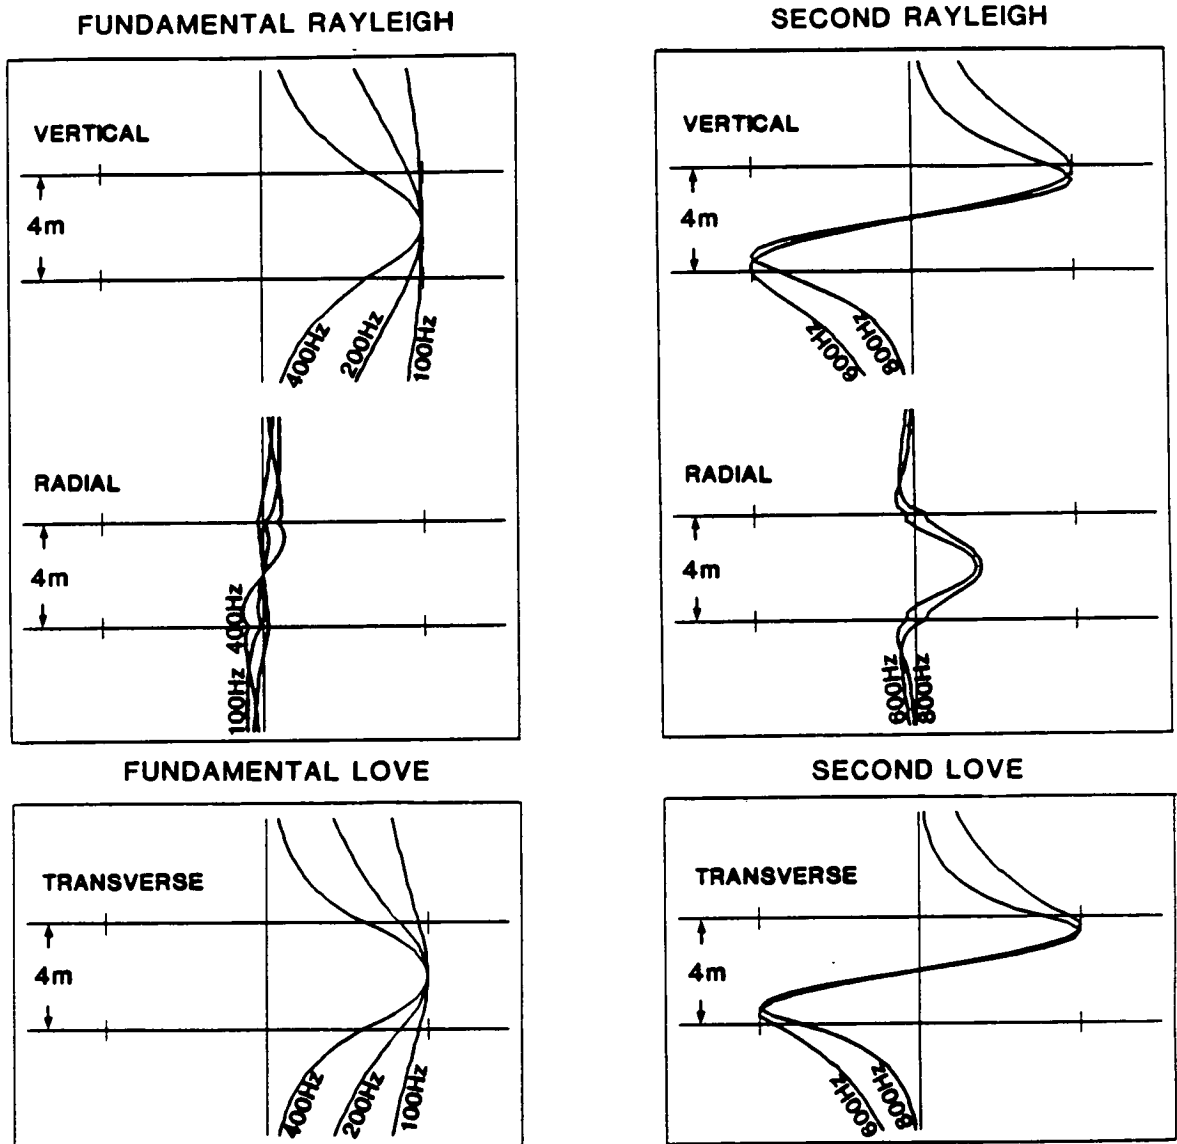 FUNDAMENTAL RAYLEIGH
VERTICAL
4m
400Hz
200Hz
100Hz
RADIAL
4m
400Hz
100Hz
SECOND RAYLEIGH
VERTICAL
4m
600Hz
800Hz
RADIAL
4m
600Hz
800Hz
FUNDAMENTAL LOVE
TRANSVERSE
4m
400Hz
200Hz
100Hz
SECOND LOVE
TRANSVERSE
4m
600Hz
800Hz